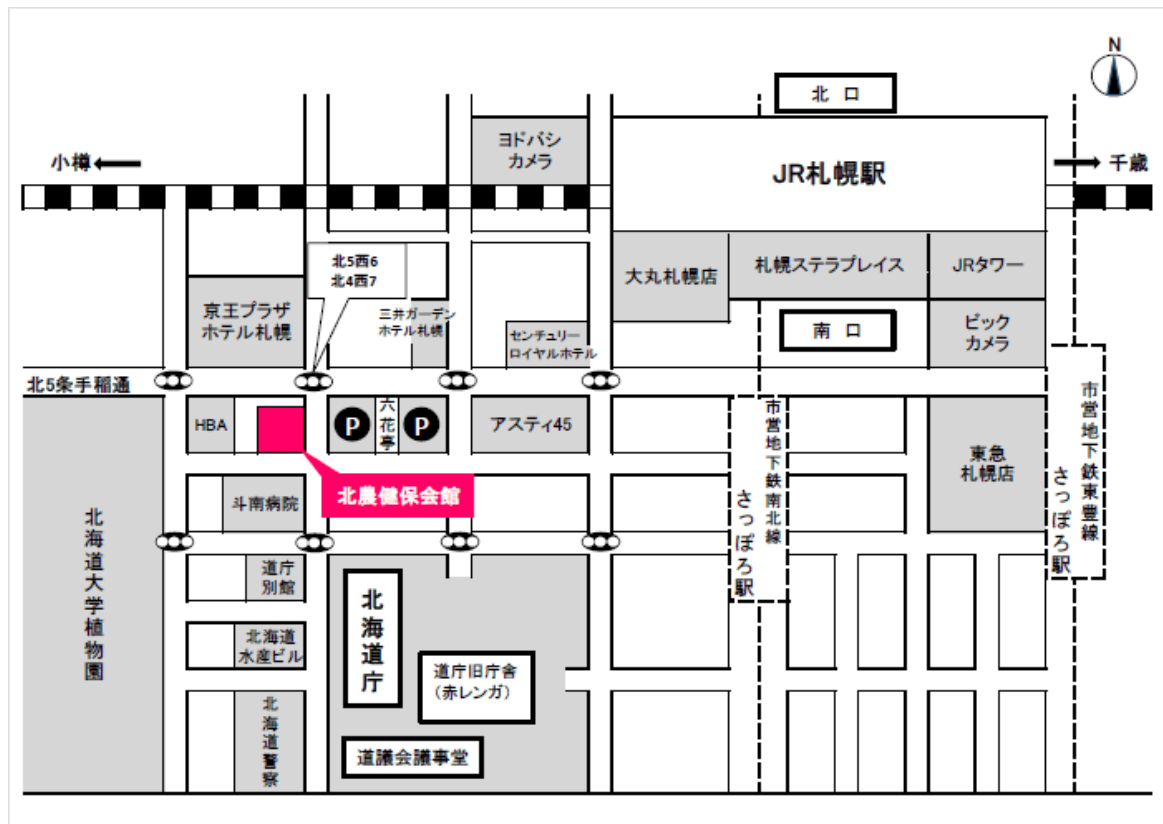 N
北 口
ヨドバシ
カメラ
小樽
千歳
JR札幌駅
北5西6
北4西7
大丸札幌店
札幌ステラプレイス
JRタワー
京王プラザ
ホテル札幌
三井ガーデン
ホテル札幌
センチュリー
ロイヤルホテル
南 口
ビック
カメラ
北5条手稲通
HBA
P
六花亭
P
アスティ45
市営地下鉄南北線
さっぽろ駅
東急
札幌店
市営地下鉄東豊線
さっぽろ駅
北農健保会館
斗南病院
北海道大学植物園
道庁
別館
北海道庁
北海道
水産ビル
道庁旧庁舎
(赤レンガ)
北海道警察
道議会議事堂